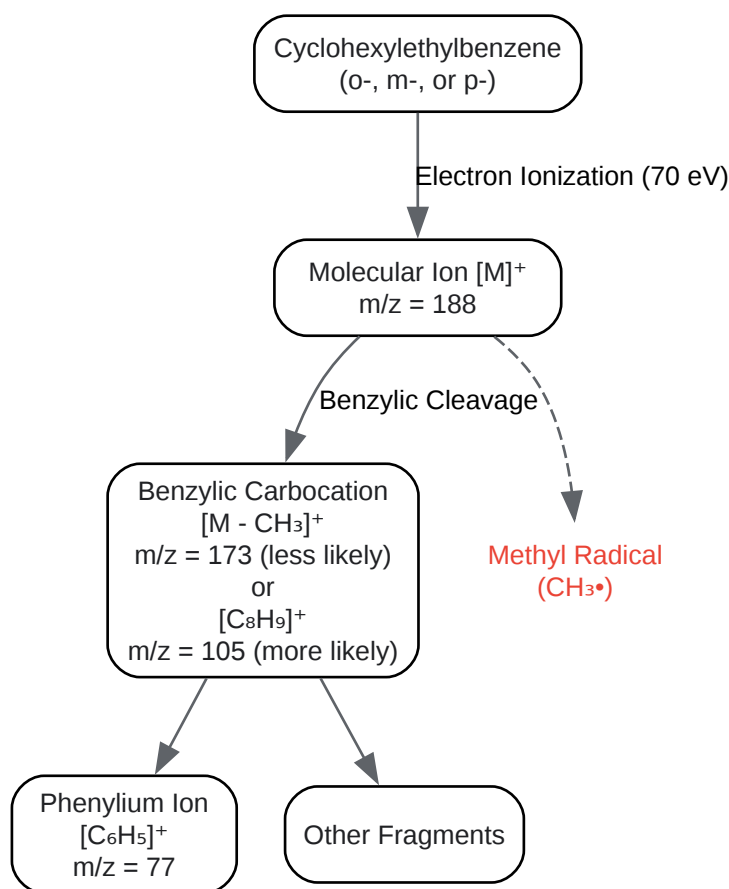 Cyclohexylethylbenzene
(o-, m-, or p-)
Electron Ionization (70 eV)
Molecular Ion [M]⁺
m/z = 188
Benzylic Cleavage
Benzylic Carbocation
[M - CH₃]⁺
m/z = 173 (less likely)
or
[C₈H₉]⁺
m/z = 105 (more likely)
Methyl Radical
(CH₃•)
Phenylium Ion
[C₆H₅]⁺
m/z = 77
Other Fragments